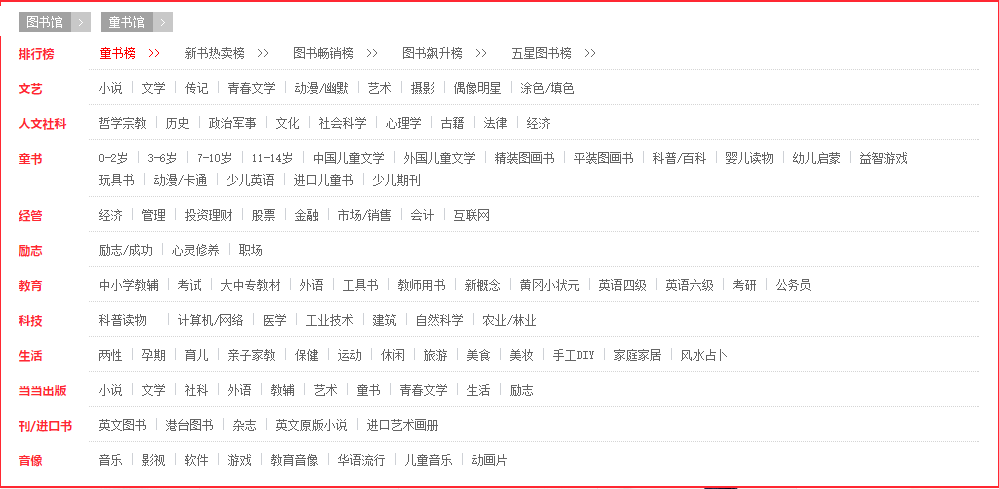 图书馆 > 童书馆 >
排行榜 童书榜 >> 新书热卖榜 >> 图书畅销榜 >> 图书飙升榜 >> 五星图书榜 >>
文艺 小说 | 文学 | 传记 | 青春文学 | 动漫/幽默 | 艺术 | 摄影 | 偶像明星 | 涂色/填色
人文社科 哲学宗教 | 历史 | 政治军事 | 文化 | 社会科学 | 心理学 | 古籍 | 法律 | 经济
童书 0-2岁 | 3-6岁 | 7-10岁 | 11-14岁 | 中国儿童文学 | 外国儿童文学 | 精装图画书 | 平装图画书 | 科普/百科 | 婴儿读物 | 幼儿启蒙 | 益智游戏
玩具书 | 动漫/卡通 | 少儿英语 | 进口儿童书 | 少儿期刊
经管 经济 | 管理 | 投资理财 | 股票 | 金融 | 市场/销售 | 会计 | 互联网
励志 励志/成功 | 心灵修养 | 职场
教育 中小学教辅 | 考试 | 大中专教材 | 外语 | 工具书 | 教师用书 | 新概念 | 黄冈小状元 | 英语四级 | 英语六级 | 考研 | 公务员
科技 科普读物 | 计算机/网络 | 医学 | 工业技术 | 建筑 | 自然科学 | 农业/林业
生活 两性 | 孕期 | 育儿 | 亲子家教 | 保健 | 运动 | 休闲 | 旅游 | 美食 | 美妆 | 手工DIY | 家庭家居 | 风水占卜
当当出版 小说 | 文学 | 社科 | 外语 | 教辅 | 艺术 | 童书 | 青春文学 | 生活 | 励志
刊/进口书 英文图书 | 港台图书 | 杂志 | 英文原版小说 | 进口艺术画册
音像 音乐 | 影视 | 软件 | 游戏 | 教育音像 | 华语流行 | 儿童音乐 | 动画片